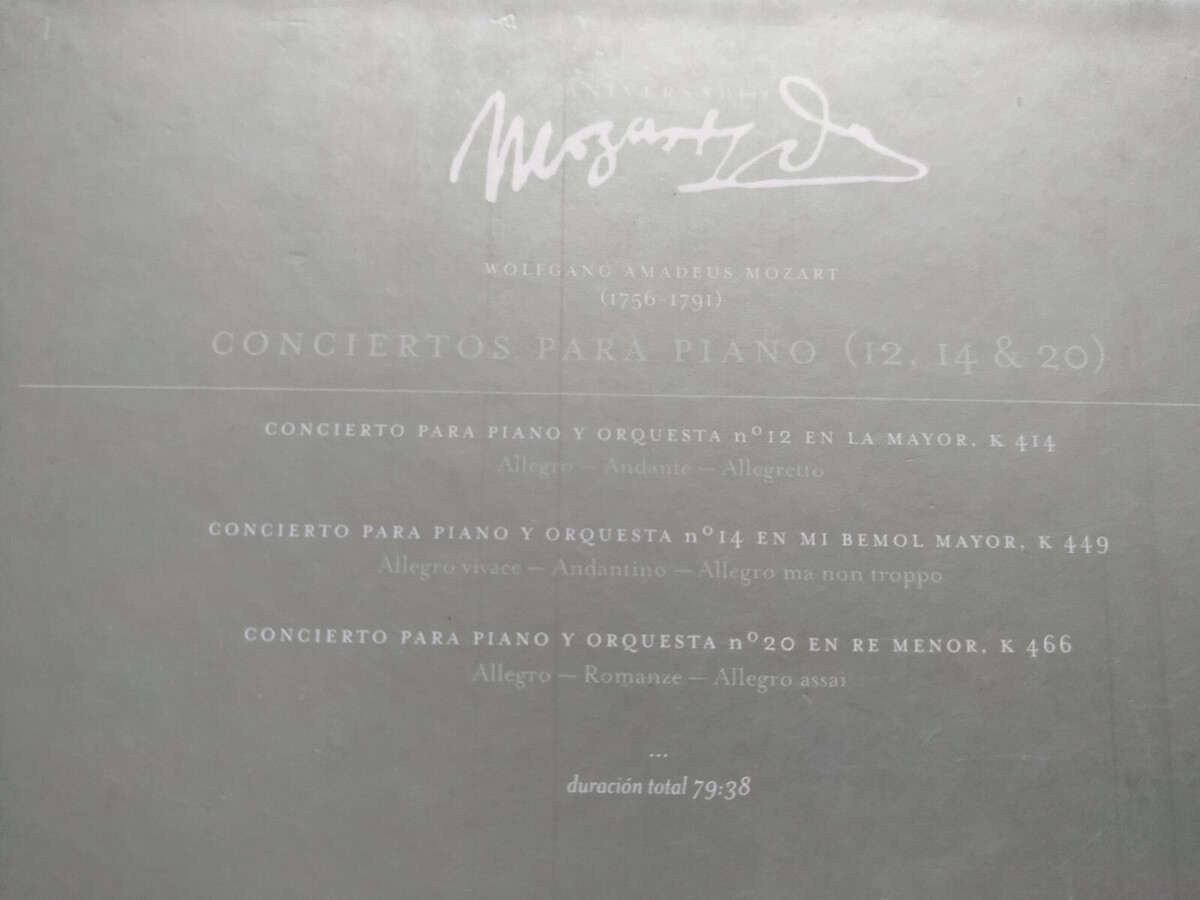 ANIVERSARIO
Mozart
WOLFGANG AMADEUS MOZART
(1756-1791)
CONCIERTOS PARA PIANO (12, 14 & 20)
CONCIERTO PARA PIANO Y ORQUESTA nº12 EN LA MAYOR, K 414
Allegro – Andante – Allegretto
CONCIERTO PARA PIANO Y ORQUESTA nº14 EN MI BEMOL MAYOR, K 449
Allegro vivace – Andantino – Allegro ma non troppo
CONCIERTO PARA PIANO Y ORQUESTA nº20 EN RE MENOR, K 466
Allegro – Romanze – Allegro assai
...
duración total 79:38